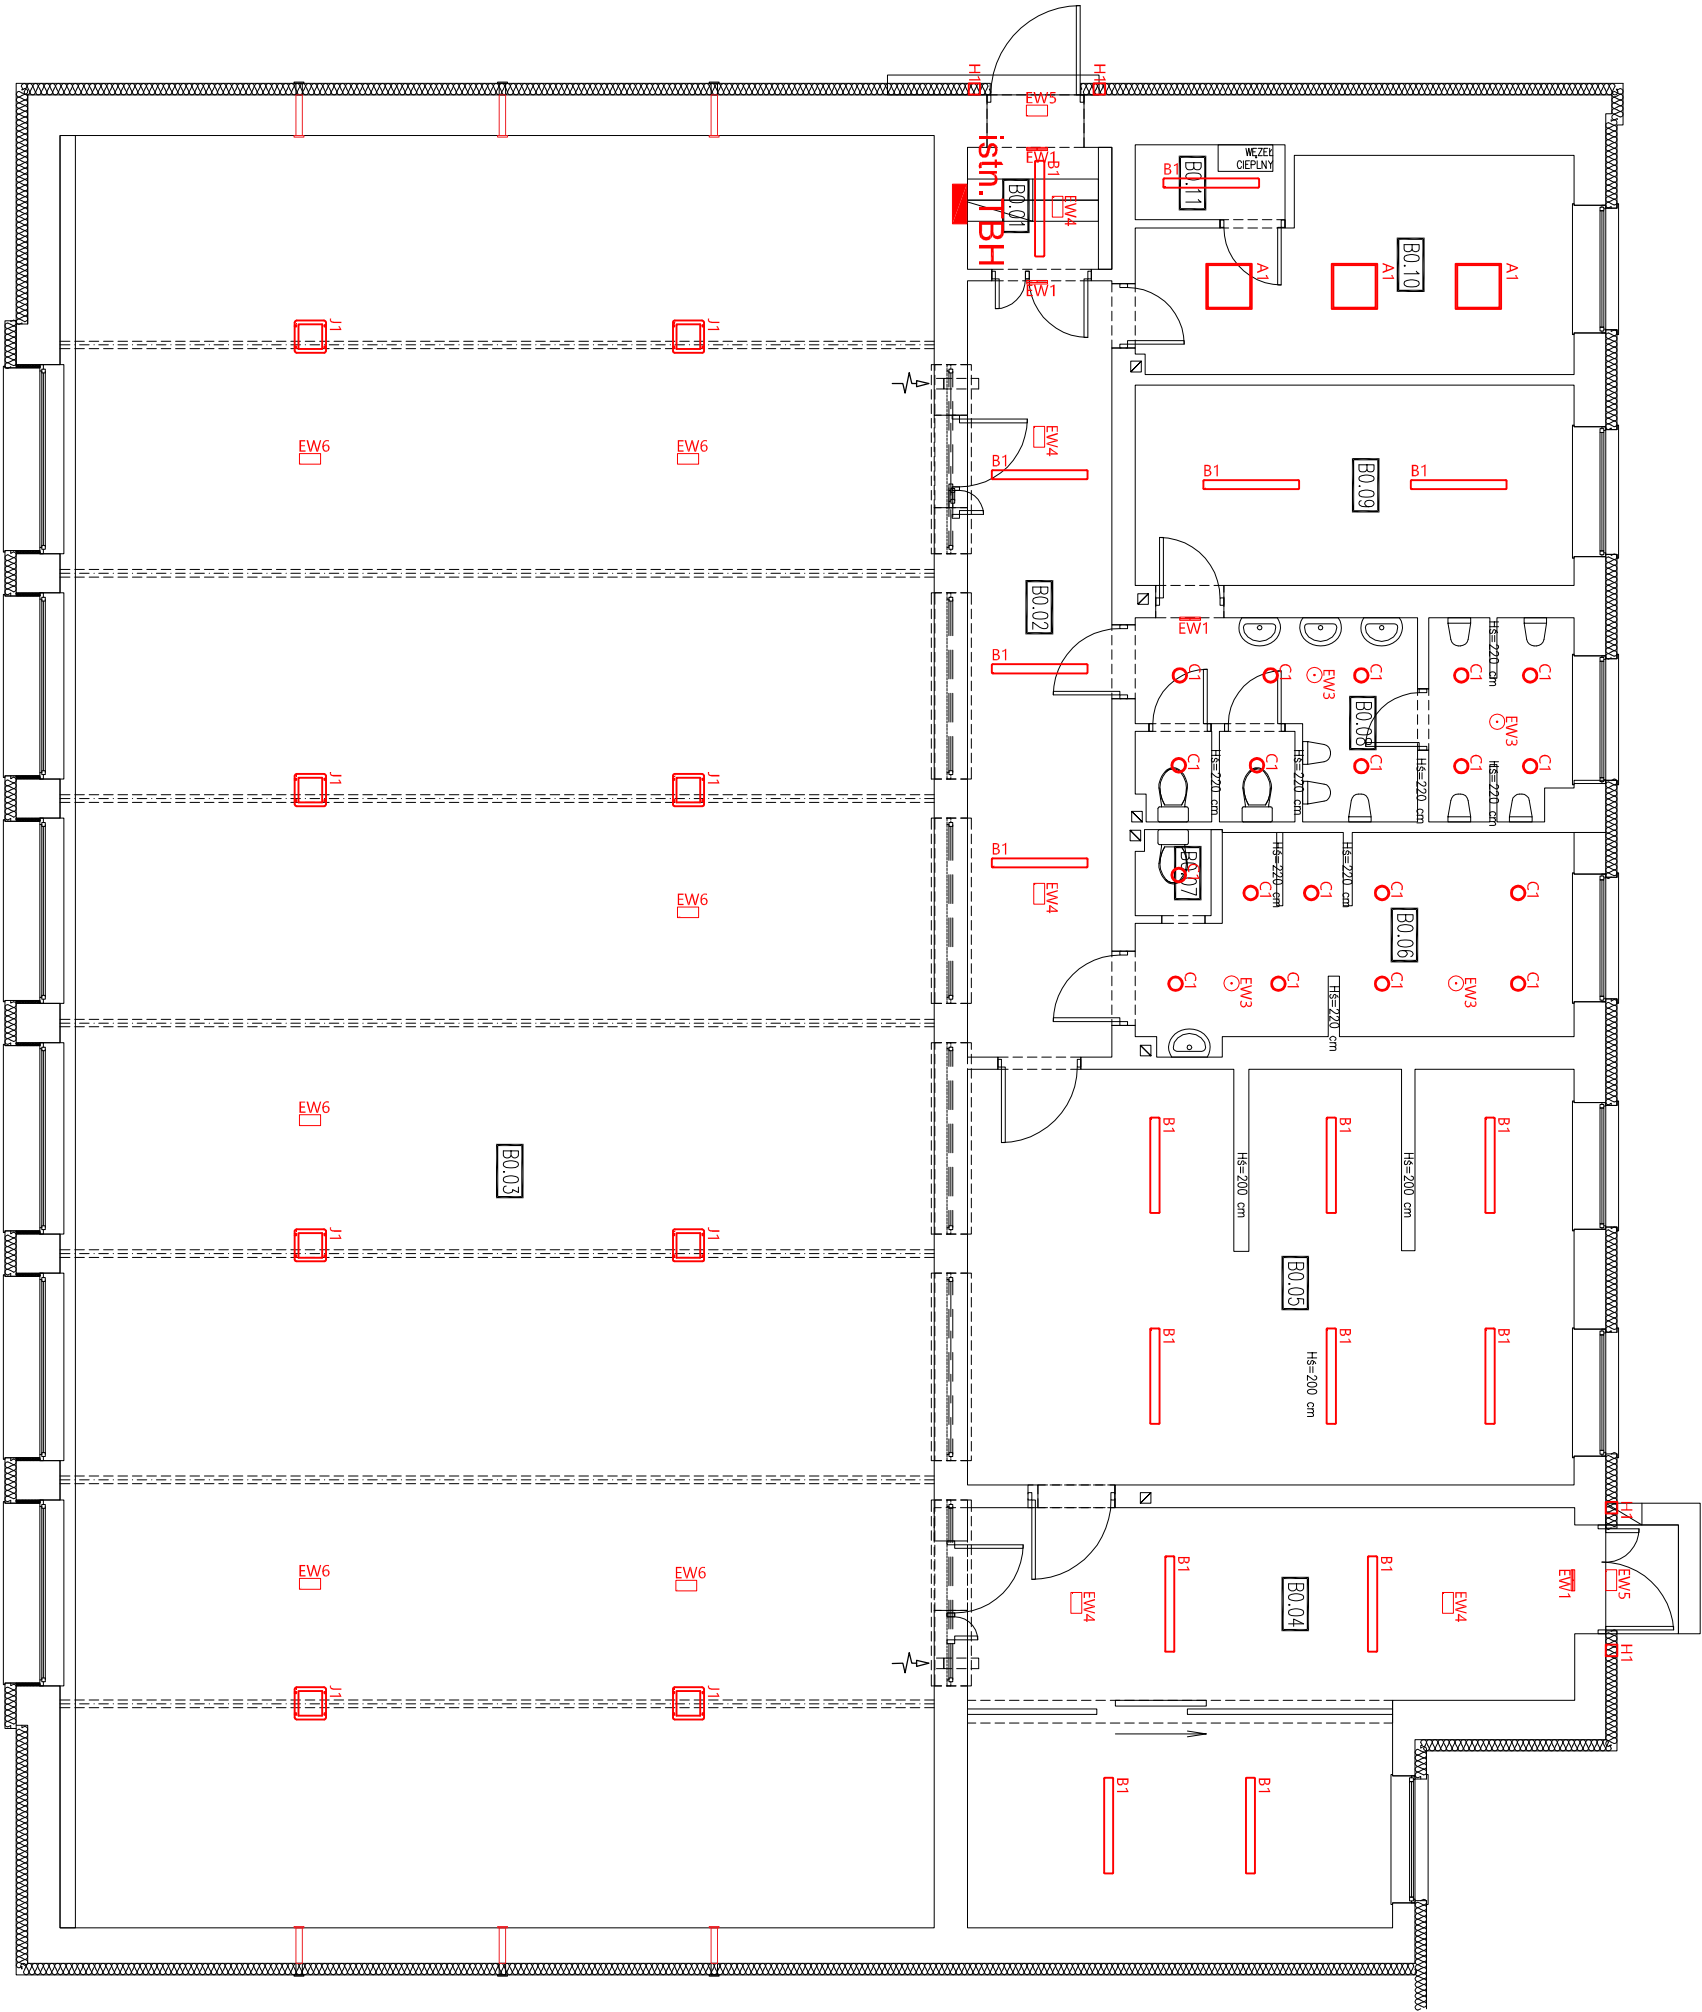 H1
H1
EW5
istn.TBH
EW1
B1
B0.01
EW4
EW1
WĘZEŁ
CIEPLNY
B1
B0.11
B0.10
A1
A1
A1
J1
J1
EW6
EW6
EW4
B1
B0.02
B1
B1
B0.09
B1
B1
EW4
EW1
C1
C1
EW3
C1
C1
C1
Hś=220 cm
B0.08
EW3
C1
C1
C1
C1
C1
Hś=220 cm
Hś=220 cm
Hś=220 cm
Hś=220 cm
J1
J1
B0.07
C1
C1
C1
C1
C1
Hś=220 cm
Hś=220 cm
B0.06
EW6
C1
EW3
C1
C1
EW3
C1
Hś=220 cm
EW6
B0.03
B1
B1
B1
Hś=200 cm
Hś=200 cm
J1
J1
B0.05
B1
B1
B1
Hś=200 cm
H1
EW6
EW6
EW4
B1
B0.04
B1
EW4
EW1
EW5
H1
J1
J1
B1
B1